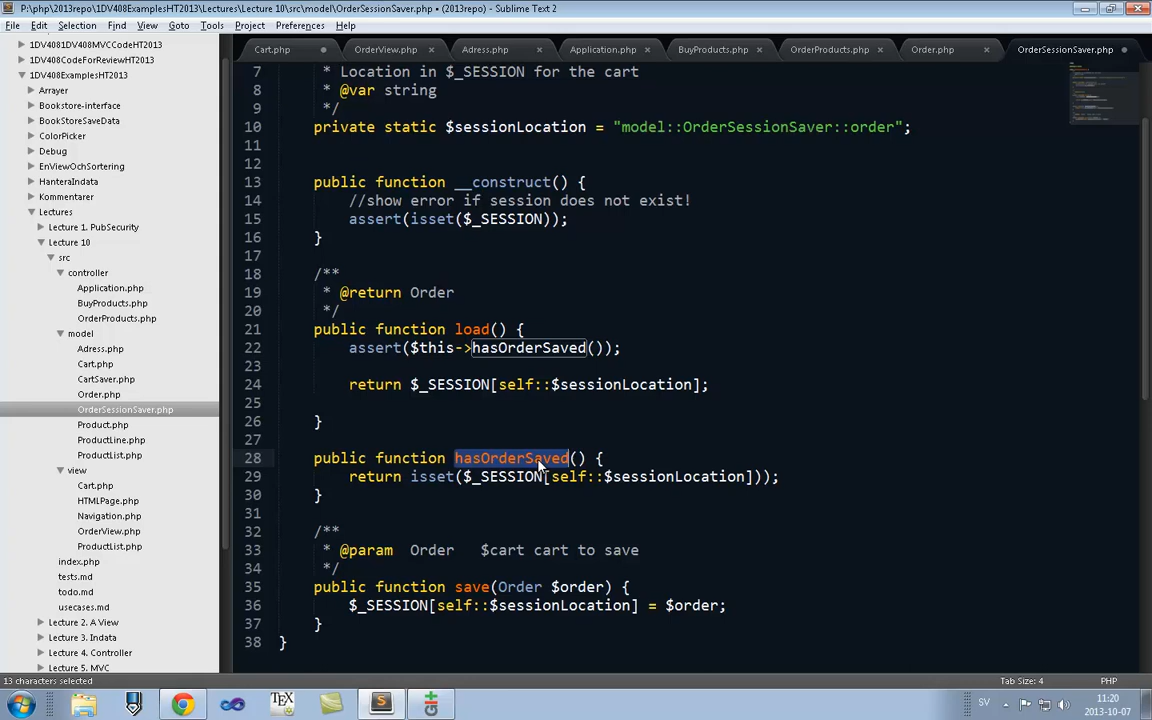 P:\php\2013repo\1DV408ExamplesHT2013\Lectures\Lecture 10\src\model\OrderSessionSaver.php • (2013repo) - Sublime Text 2
File Edit Selection Find View Goto Tools Project Preferences Help
1DV4081DV408MVCCodeHT2013
1DV408CodeForReviewHT2013
1DV408ExamplesHT2013
Arrayer
Bookstore-interface
BookStoreSaveData
ColorPicker
Debug
EnViewOchSortering
HanteraIndata
Kommentarer
Lectures
Lecture 1. PubSecurity
Lecture 10
src
controller
Application.php
BuyProducts.php
OrderProducts.php
model
Adress.php
Cart.php
CartSaver.php
Order.php
OrderSessionSaver.php
Product.php
ProductLine.php
ProductList.php
view
Cart.php
HTMLPage.php
Navigation.php
OrderView.php
ProductList.php
index.php
tests.md
todo.md
usecases.md
Lecture 2. A View
Lecture 3. Indata
Lecture 4. Controller
Lecture 5. MVC
Cart.php OrderView.php Adress.php Application.php BuyProducts.php OrderProducts.php Order.php OrderSessionSaver.php
7 * Location in $_SESSION for the cart
8 * @var string
9 */
10 private static $sessionLocation = "model::OrderSessionSaver::order";
11
12
13 public function __construct() {
14 //show error if session does not exist!
15 assert(isset($_SESSION));
16 }
17
18 /**
19 * @return Order
20 */
21 public function load() {
22 assert($this->hasOrderSaved());
23
24 return $_SESSION[self::$sessionLocation];
25
26 }
27
28 public function hasOrderSaved() {
29 return isset($_SESSION[self::$sessionLocation]));
30 }
31
32 /**
33 * @param Order $cart cart to save
34 */
35 public function save(Order $order) {
36 $_SESSION[self::$sessionLocation] = $order;
37 }
38 }
13 characters selected Tab Size: 4 PHP
SV 11:20
2013-10-07